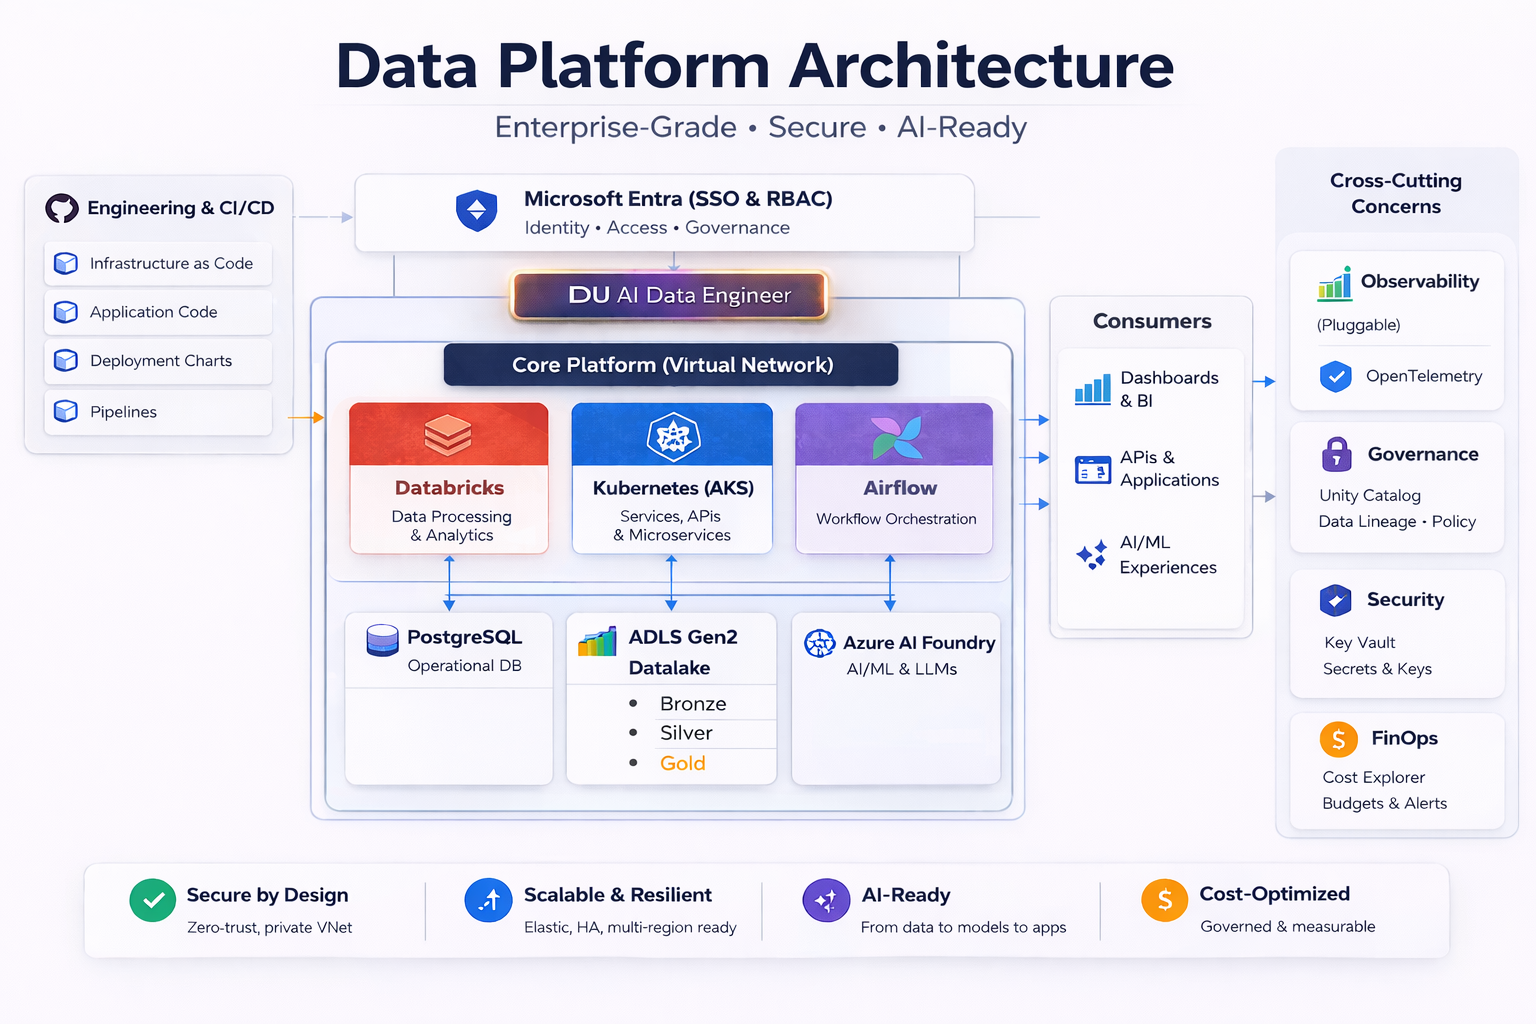 Data Platform Architecture
Enterprise-Grade • Secure • AI-Ready
Engineering & CI/CD
Infrastructure as Code
Application Code
Deployment Charts
Pipelines
Microsoft Entra (SSO & RBAC)
Identity • Access • Governance
DU AI Data Engineer
Core Platform (Virtual Network)
Databricks
Data Processing
& Analytics
Kubernetes (AKS)
Services, APIs
& Microservices
Airflow
Workflow Orchestration
PostgreSQL
Operational DB
ADLS Gen2
Datalake
• Bronze
• Silver
• Gold
Azure AI Foundry
AI/ML & LLMs
Consumers
Dashboards
& BI
APis &
Applications
AI/ML
Experiences
Cross-Cutting
Concerns
Observability
(Pluggable)
OpenTelemetry
Governance
Unity Catalog
Data Lineage • Policy
Security
Key Vault
Secrets & Keys
FinOps
Cost Explorer
Budgets & Alerts
Secure by Design
Zero-trust, private VNet
Scalable & Resilient
Elastic, HA, multi-region ready
AI-Ready
From data to models to apps
Cost-Optimized
Governed & measurable